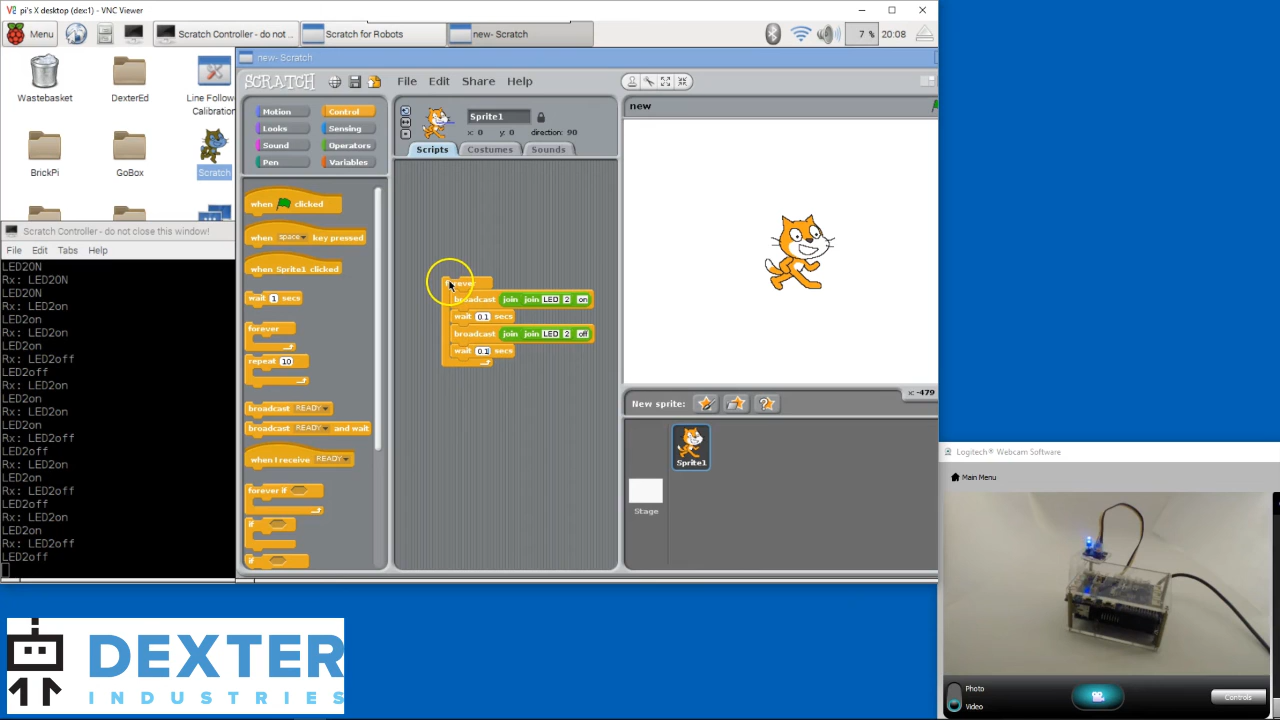 pi's X desktop (dex:1) - VNC Viewer
Menu
Scratch Controller - do not ...
Scratch for Robots
new- Scratch
7 %
20:08
Wastebasket
DexterEd
Line Follow
Calibration
BrickPi
GoBox
Scratch
Scratch Controller - do not close this window!
File Edit Tabs Help
LED2ON
Rx: LED2ON
LED2ON
Rx: LED2on
LED2on
Rx: LED2on
LED2on
Rx: LED2off
LED2off
Rx: LED2on
LED2on
Rx: LED2on
LED2on
Rx: LED2off
LED2off
Rx: LED2on
LED2on
Rx: LED2off
LED2off
Rx: LED2on
LED2on
Rx: LED2off
LED2off
new- Scratch
SCRATCH
File Edit Share Help
Motion Control
Looks Sensing
Sound Operators
Pen Variables
when clicked
when space key pressed
when Sprite1 clicked
wait 1 secs
forever
repeat 10
broadcast READY
broadcast READY and wait
when I receive READY
forever if
if
if
Sprite1
x: 0 y: 0 direction: 90
Scripts Costumes Sounds
forever
broadcast join join LED 2 on
wait 0.1 secs
broadcast join join LED 2 off
wait 0.1 secs
new
x: -479
New sprite:
Sprite1
Stage
Logitech® Webcam Software
Main Menu
Photo
Video
Controls
DEXTER
INDUSTRIES